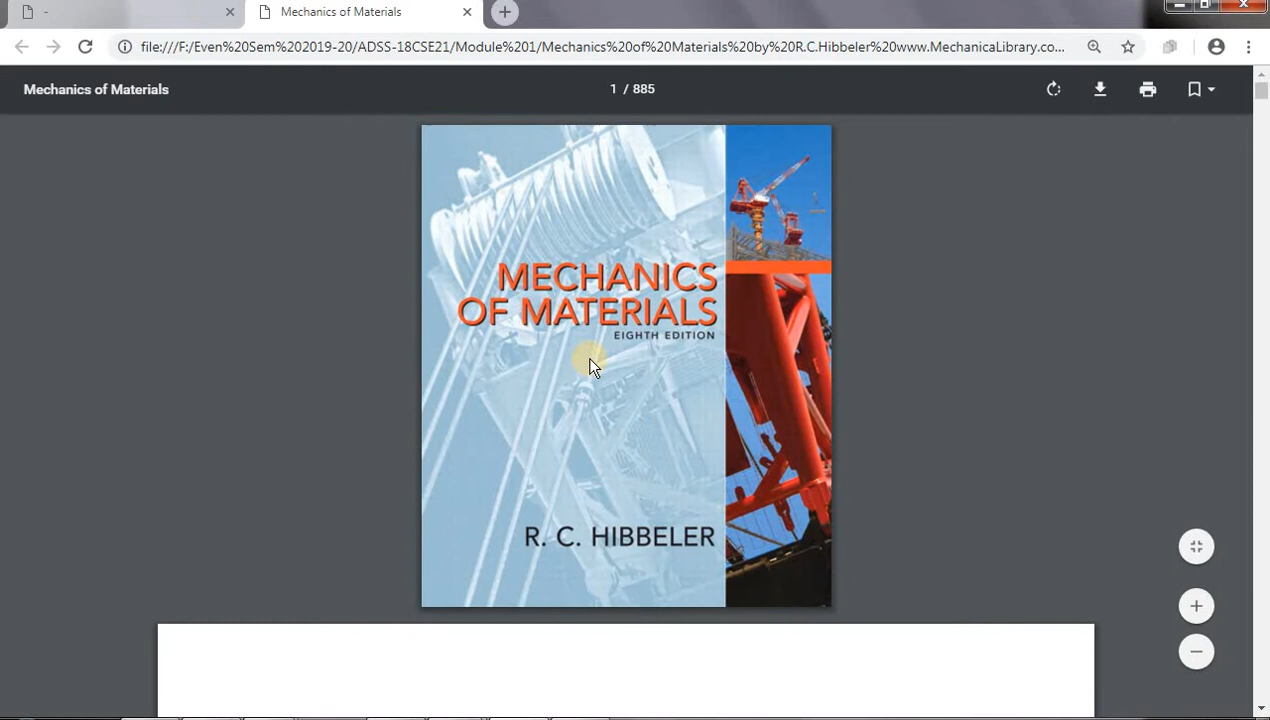 -
Mechanics of Materials
file:///F:/Even%20Sem%202019-20/ADSS-18CSE21/Module%201/Mechanics%20of%20Materials%20by%20R.C.Hibbeler%20www.MechanicaLibrary.co...
Mechanics of Materials
1 / 885
MECHANICS
OF MATERIALS
EIGHTH EDITION
R. C. HIBBELER